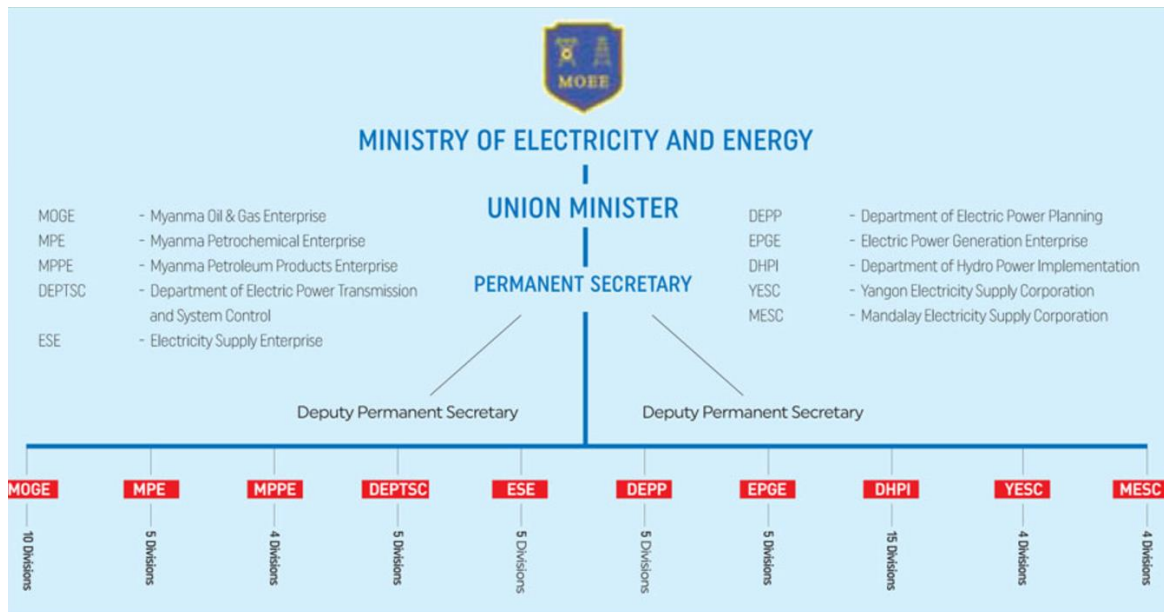 MOEE
MINISTRY OF ELECTRICITY AND ENERGY
UNION MINISTER
PERMANENT SECRETARY
MOGE - Myanma Oil & Gas Enterprise
MPE - Myanma Petrochemical Enterprise
MPPE - Myanma Petroleum Products Enterprise
DEPTSC - Department of Electric Power Transmission
and System Control
ESE - Electricity Supply Enterprise
DEPP - Department of Electric Power Planning
EPGE - Electric Power Generation Enterprise
DHPI - Department of Hydro Power Implementation
YESC - Yangon Electricity Supply Corporation
MESC - Mandalay Electricity Supply Corporation
Deputy Permanent Secretary
Deputy Permanent Secretary
MOGE
MPE
MPPE
DEPTSC
ESE
DEPP
EPGE
DHPI
YESC
MESC
10 Divisions
5 Divisions
4 Divisions
5 Divisions
5 Divisions
5 Divisions
5 Divisions
15 Divisions
4 Divisions
4 Divisions